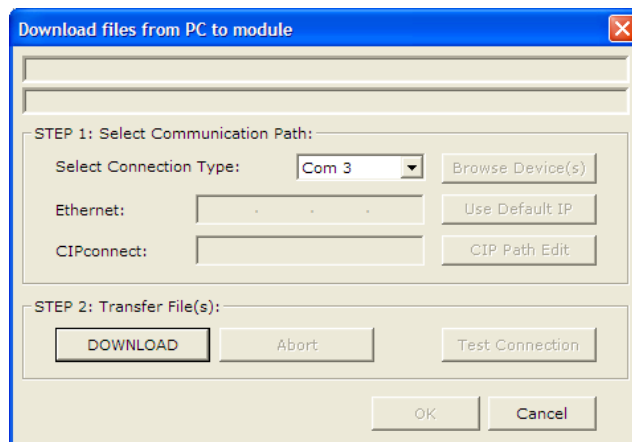 Download files from PC to module
STEP 1: Select Communication Path:
Select Connection Type: Com 3 Browse Device(s)
Ethernet: . . . Use Default IP
CIPconnect: CIP Path Edit
STEP 2: Transfer File(s):
DOWNLOAD Abort Test Connection
OK Cancel